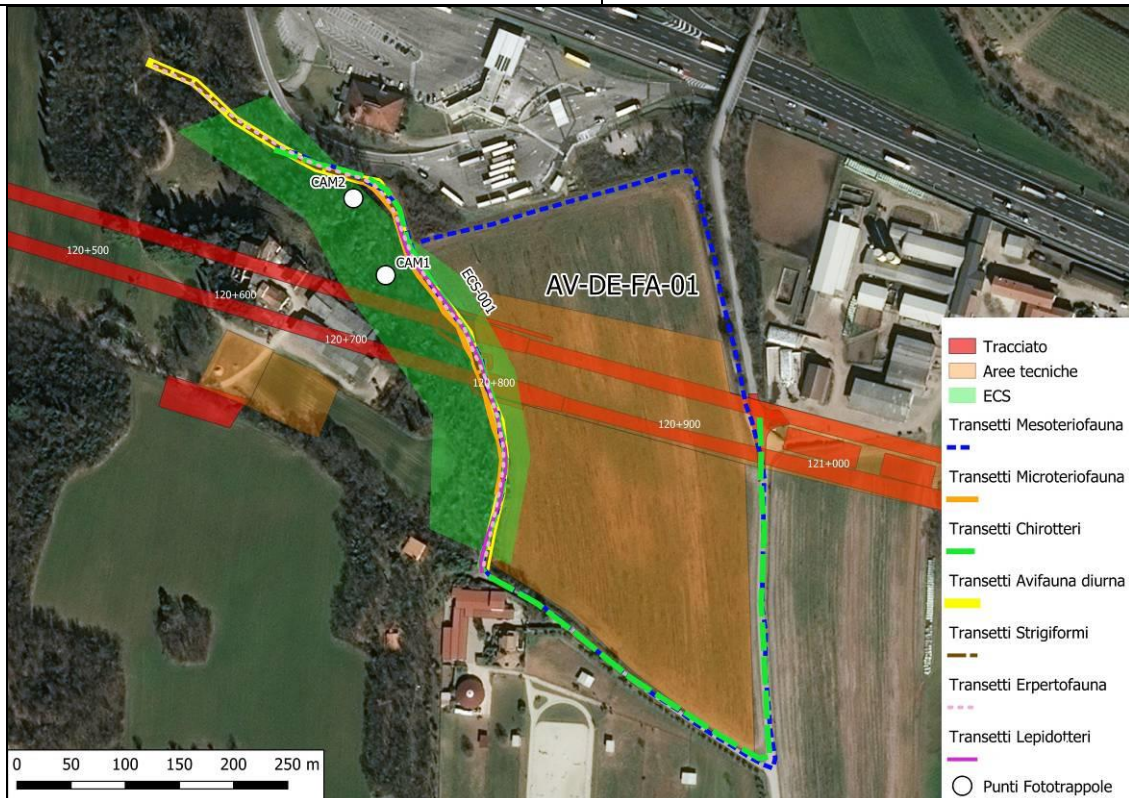 CAM2
CAM1
ECS-001
AV-DE-FA-01
120+500
120+600
120+700
120+800
120+900
121+000
Tracciato
Aree tecniche
ECS
Transetti Mesoteriofauna
Transetti Microteriofauna
Transetti Chirotteri
Transetti Avifauna diurna
Transetti Strigiformi
Transetti Erpertofauna
Transetti Lepidotteri
Punti Fototrappole
0 50 100 150 200 250 m